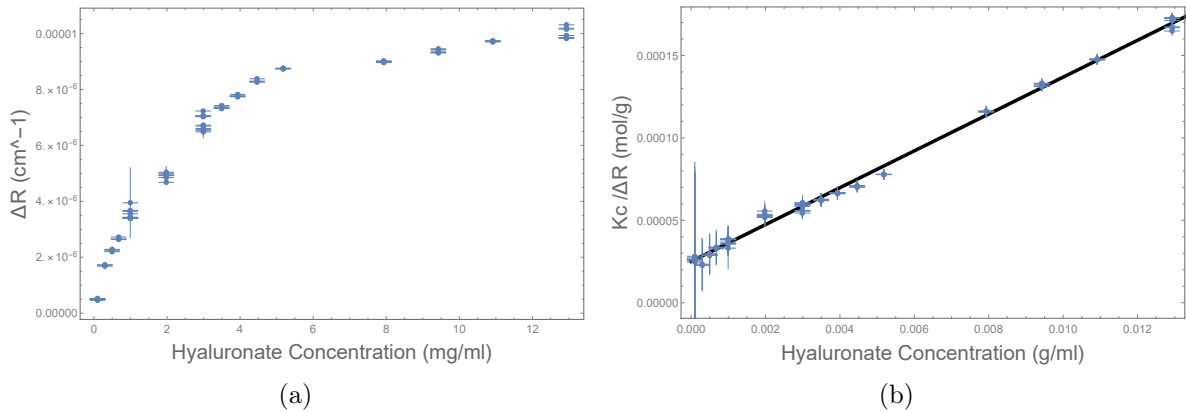 0.00001
8. × 10^-6
6. × 10^-6
4. × 10^-6
2. × 10^-6
0.00000
ΔR (cm^−1)
0 2 4 6 8 10 12
Hyaluronate Concentration (mg/ml)
(a)
0.00015
0.00010
0.00005
0.00000
Kc /ΔR (mol/g)
0.000 0.002 0.004 0.006 0.008 0.010 0.012
Hyaluronate Concentration (g/ml)
(b)